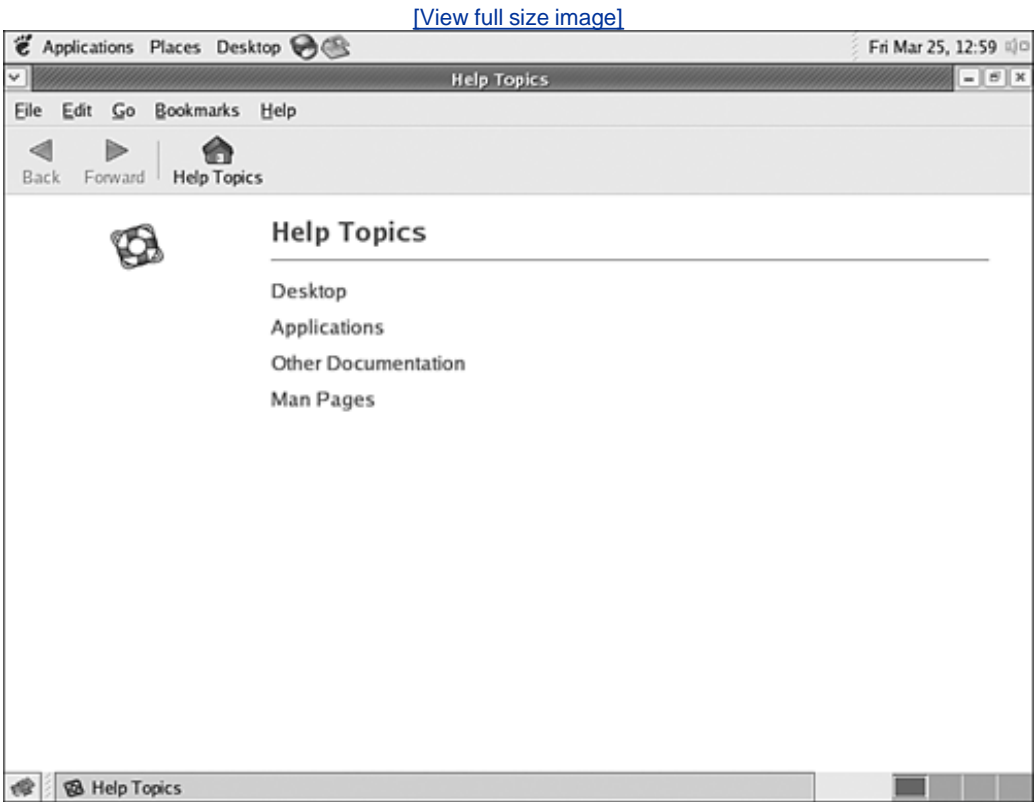 [View full size image]
Applications Places Desktop Fri Mar 25, 12:59
Help Topics
File Edit Go Bookmarks Help
Back Forward Help Topics
Help Topics
Desktop
Applications
Other Documentation
Man Pages
Help Topics